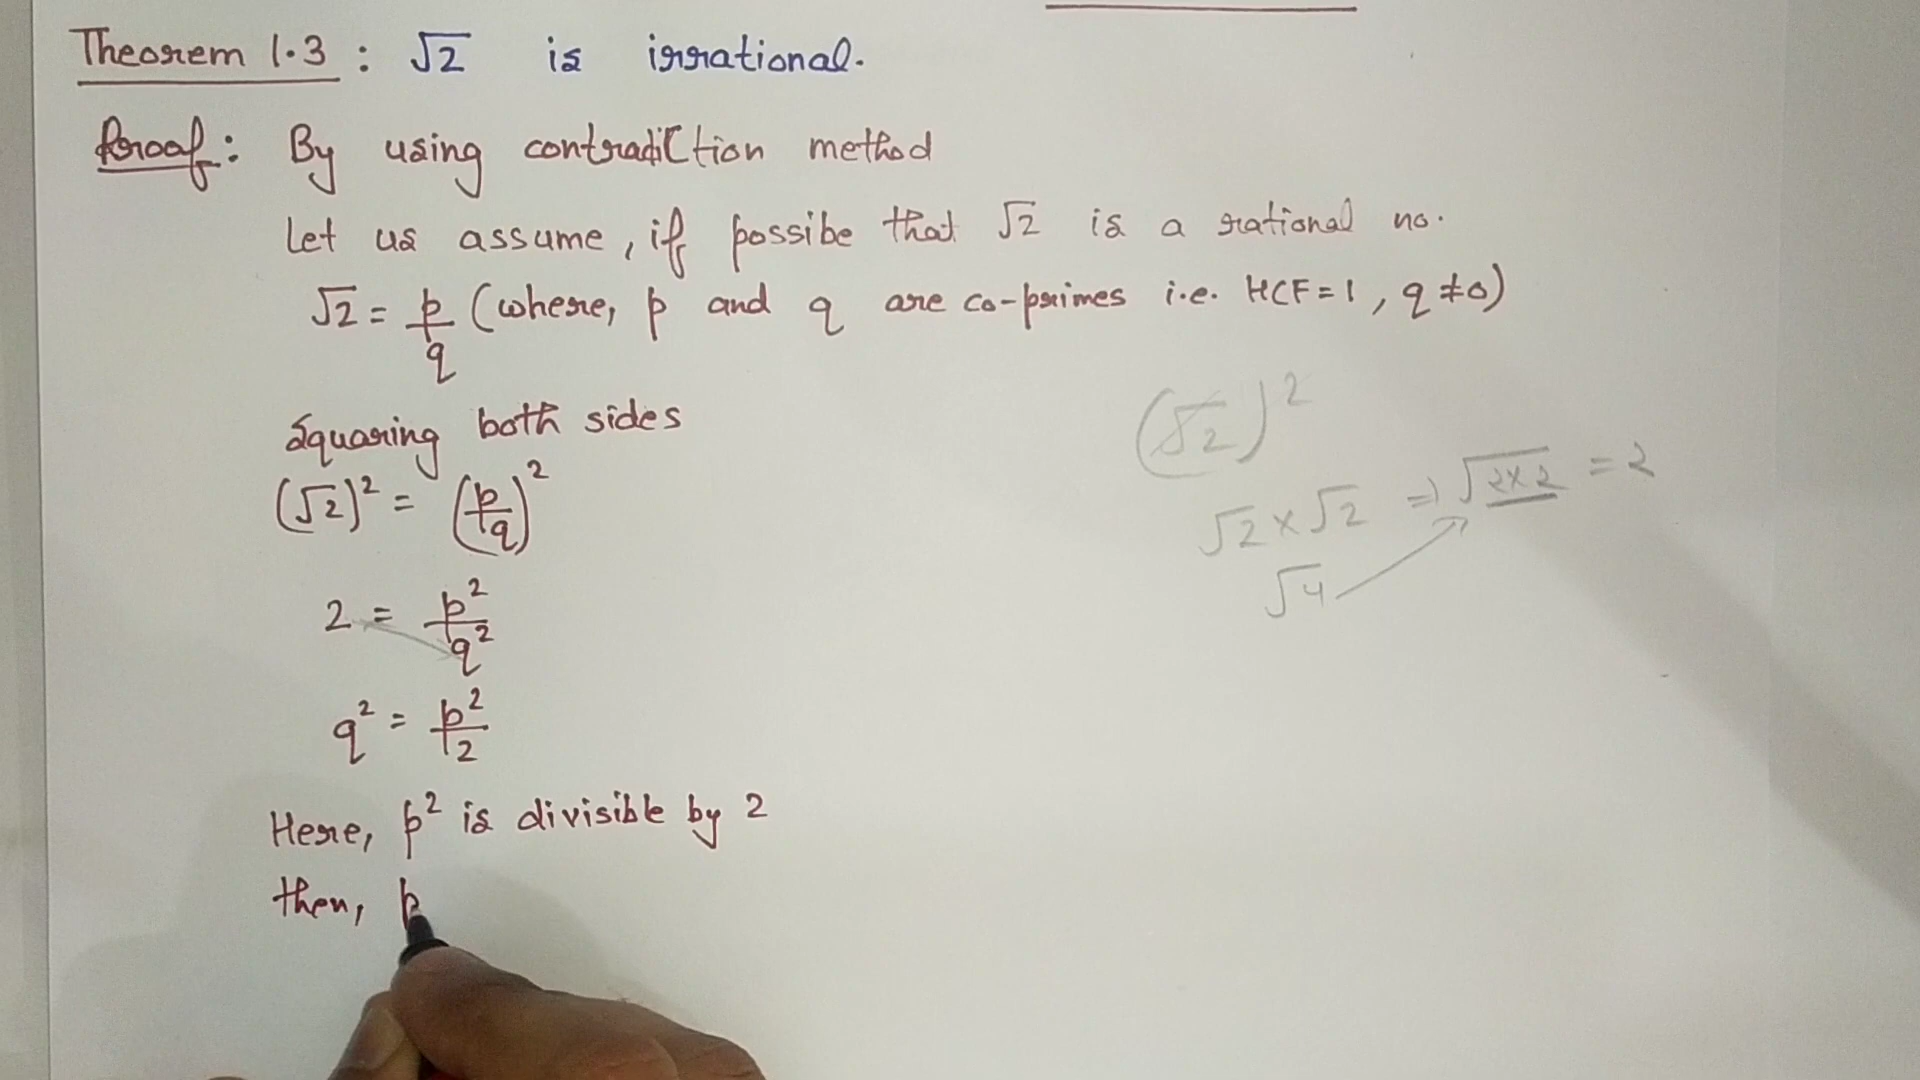 Theorem 1.3 : √2 is irrational.
Proof: By using contradiction method
Let us assume, if possibe that √2 is a rational no.
√2 = p/q (where, p and q are co-primes i.e. HCF = 1, q ≠ 0)
Squaring both sides
(√2)² = (p/q)²
2 = p²/q²
q² = p²/2
Here, p² is divisible by 2
then, p
(√2)²
√2 × √2 ⇒ √2×2 = 2
√4